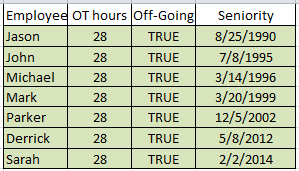 Employee OT hours Off-Going Seniority
Jason 28 TRUE 8/25/1990
John 28 TRUE 7/8/1995
Michael 28 TRUE 3/14/1996
Mark 28 TRUE 3/20/1999
Parker 28 TRUE 12/5/2002
Derrick 28 TRUE 5/8/2012
Sarah 28 TRUE 2/2/2014